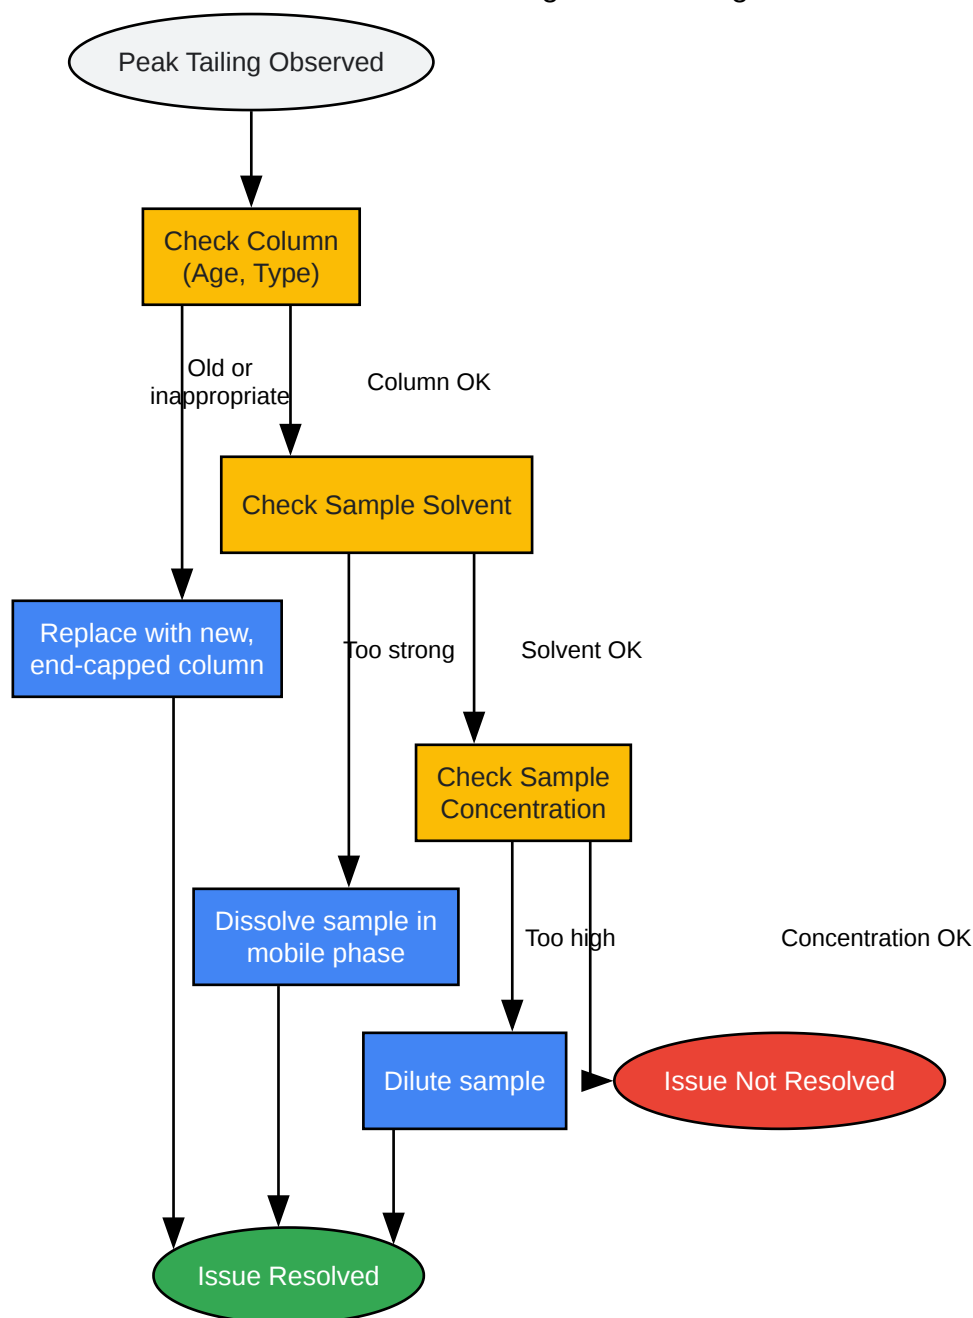 Peak Tailing Observed
Check Column
(Age, Type)
Old or
inappropriate
Column OK
Check Sample Solvent
Replace with new,
end-capped column
Too strong
Solvent OK
Check Sample
Concentration
Dissolve sample in
mobile phase
Too high
Concentration OK
Dilute sample
Issue Not Resolved
Issue Resolved